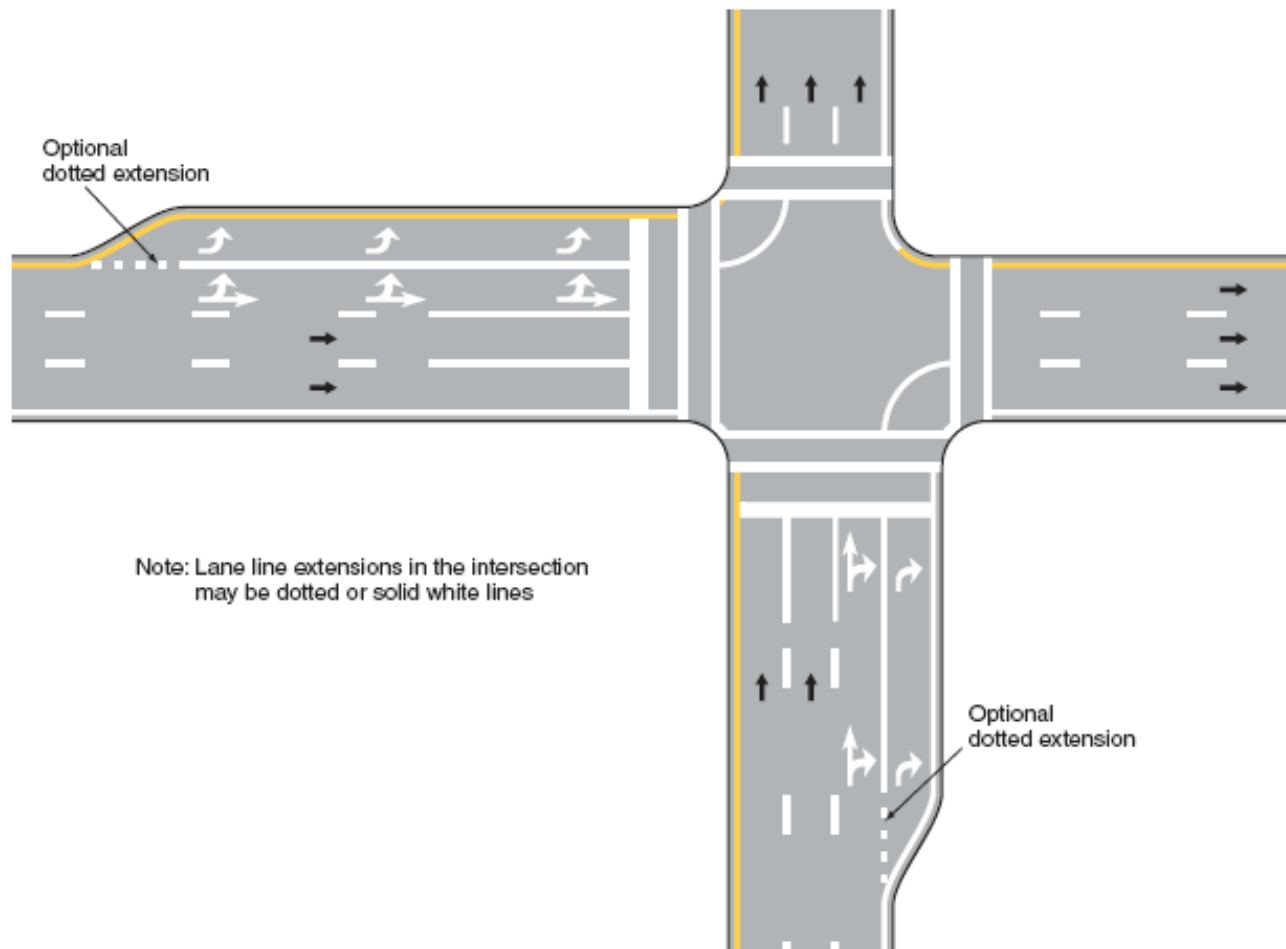 Optional
dotted extension
Note: Lane line extensions in the intersection
may be dotted or solid white lines
Optional
dotted extension